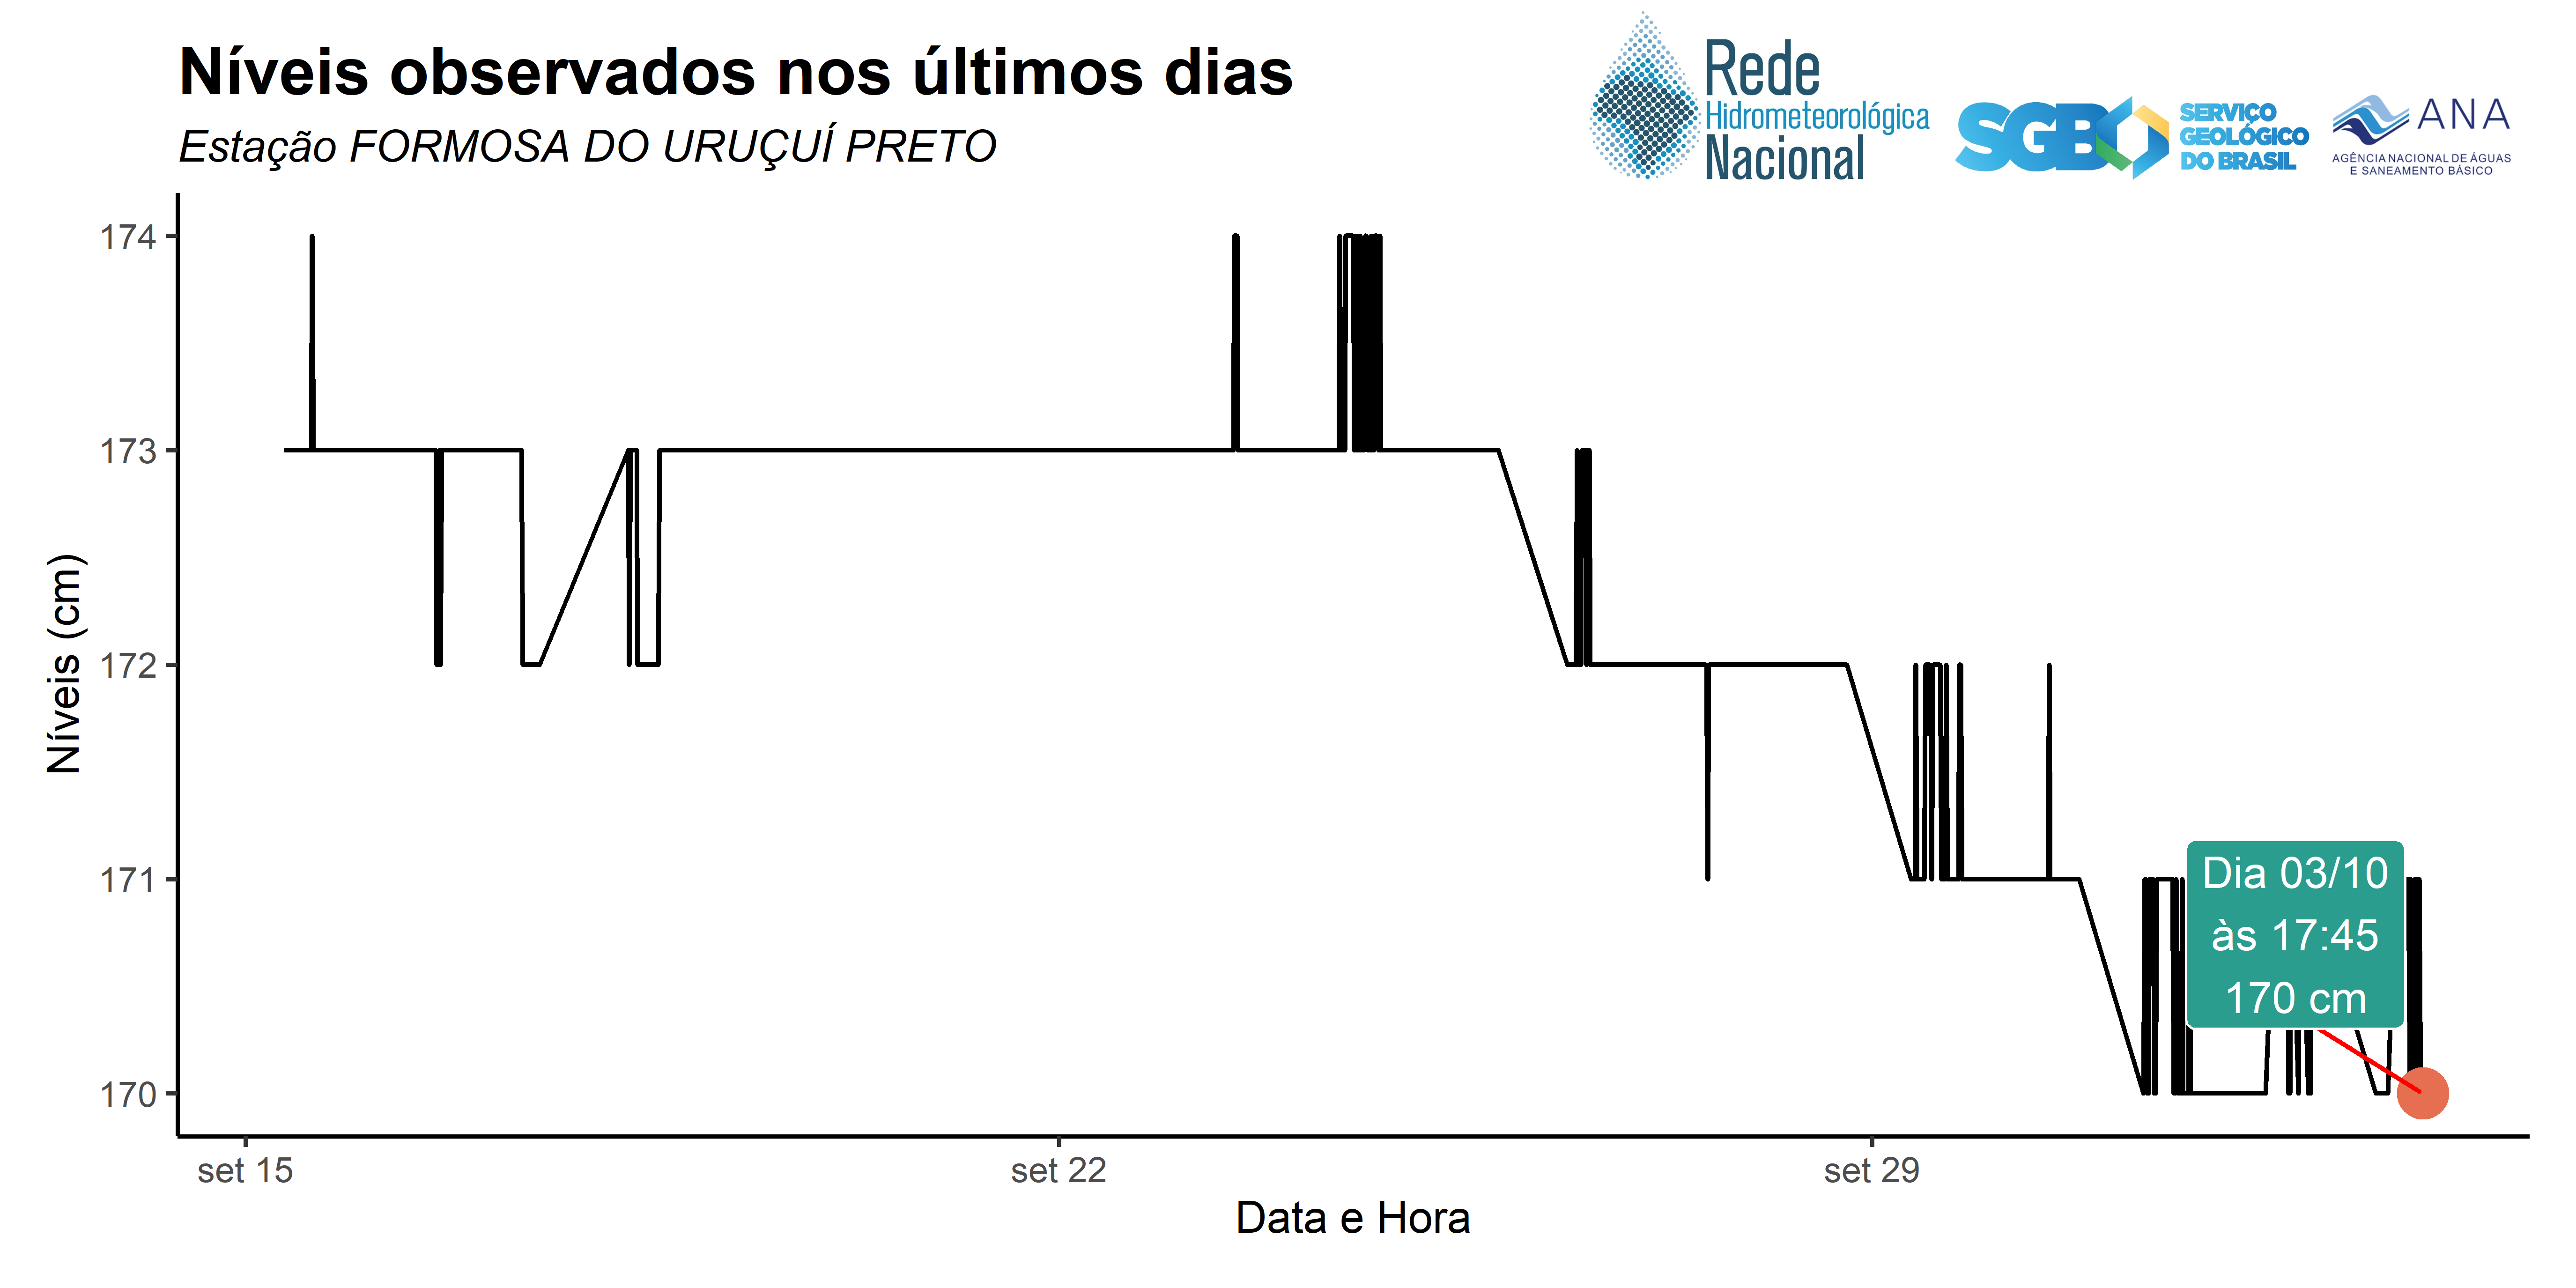 Níveis observados nos últimos dias
Estação FORMOSA DO URUÇUÍ PRETO
Rede
Hidrometeorológica
Nacional
SGB
SERVIÇO
GEOLÓGICO
DO BRASIL
ANA
AGÊNCIA NACIONAL DE ÁGUAS
E SANEAMENTO BÁSICO
Níveis (cm)
174
173
172
171
170
Dia 03/10
às 17:45
170 cm
set 15
set 22
set 29
Data e Hora